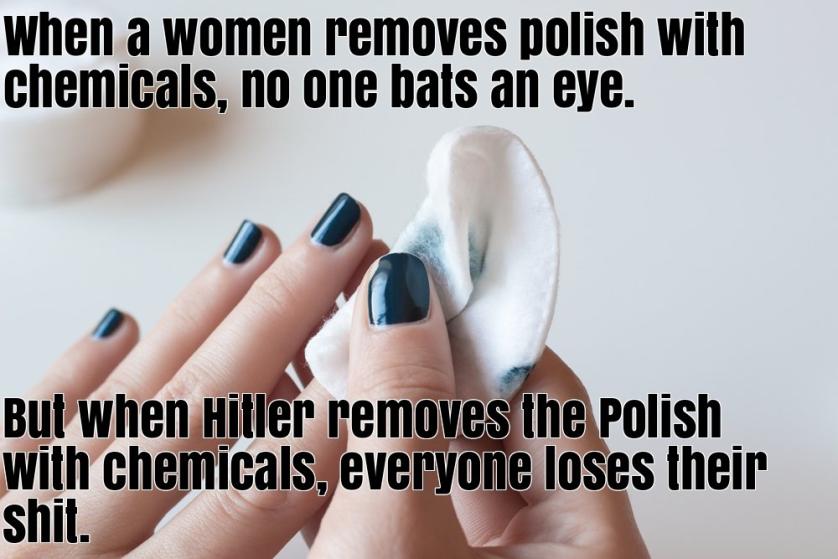 When a women removes polish with
chemicals, no one bats an eye.
But when Hitler removes the Polish
with chemicals, everyone loses their
shit.